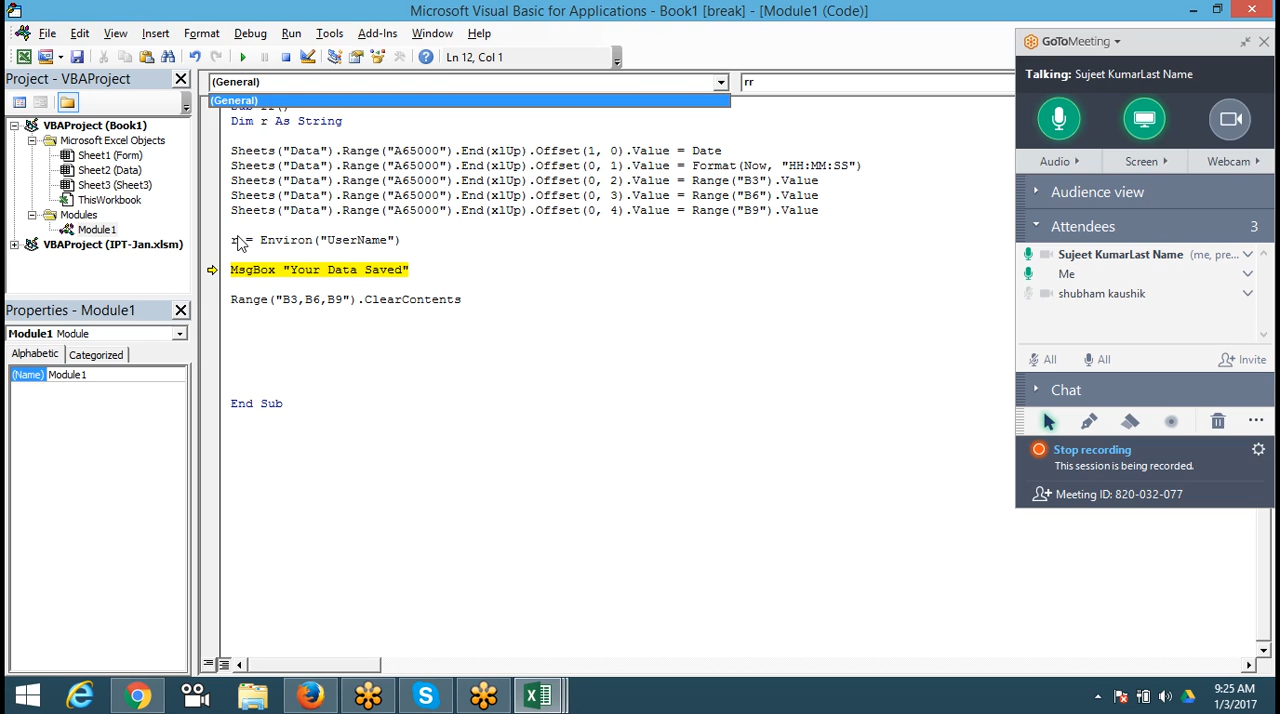 Microsoft Visual Basic for Applications - Book1 [break] - [Module1 (Code)]
File Edit View Insert Format Debug Run Tools Add-Ins Window Help
Ln 12, Col 1
Project - VBAProject
VBAProject (Book1)
Microsoft Excel Objects
Sheet1 (Form)
Sheet2 (Data)
Sheet3 (Sheet3)
ThisWorkbook
Modules
Module1
VBAProject (IPT-Jan.xlsm)
Properties - Module1
Module1 Module
Alphabetic Categorized
(Name) Module1
(General) rr
(General)
Sub rr()
Dim r As String
Sheets("Data").Range("A65000").End(xlUp).Offset(1, 0).Value = Date
Sheets("Data").Range("A65000").End(xlUp).Offset(0, 1).Value = Format(Now, "HH:MM:SS")
Sheets("Data").Range("A65000").End(xlUp).Offset(0, 2).Value = Range("B3").Value
Sheets("Data").Range("A65000").End(xlUp).Offset(0, 3).Value = Range("B6").Value
Sheets("Data").Range("A65000").End(xlUp).Offset(0, 4).Value = Range("B9").Value
r = Environ("UserName")
MsgBox "Your Data Saved"
Range("B3,B6,B9").ClearContents
End Sub
GoToMeeting
Talking: Sujeet KumarLast Name
Audio Screen Webcam
Audience view
Attendees 3
Sujeet KumarLast Name (me, pre...
Me
shubham kaushik
All All Invite
Chat
Stop recording
This session is being recorded.
Meeting ID: 820-032-077
9:25 AM
1/3/2017